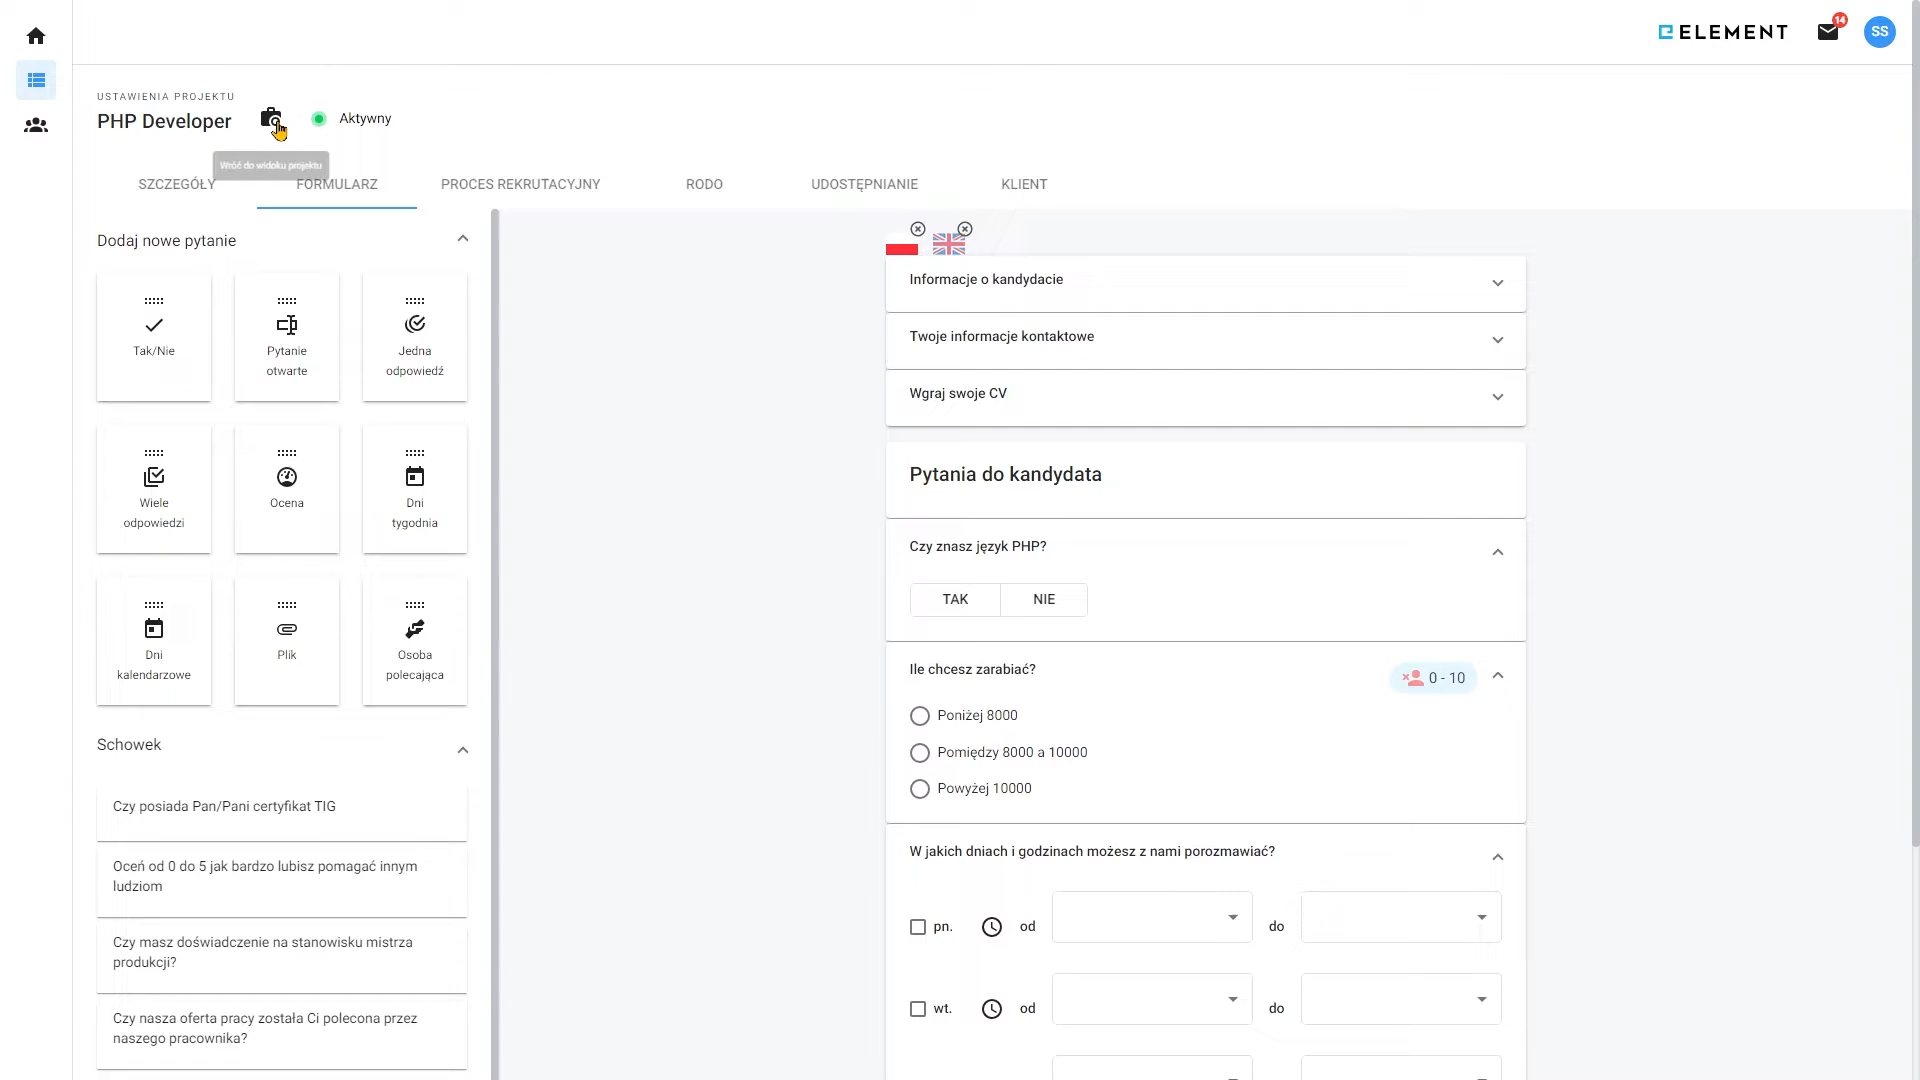 ELEMENT
14
SS
USTAWIENIA PROJEKTU
PHP Developer
Aktywny
Wróć do widoku projektu
SZCZEGÓŁY
FORMULARZ
PROCES REKRUTACYJNY
RODO
UDOSTĘPNIANIE
KLIENT
Dodaj nowe pytanie
Tak/Nie
Pytanie
otwarte
Jedna
odpowiedź
Wiele
odpowiedzi
Ocena
Dni
tygodnia
Dni
kalendarzowe
Plik
Osoba
polecająca
Schowek
Czy posiada Pan/Pani certyfikat TIG
Oceń od 0 do 5 jak bardzo lubisz pomagać innym
ludziom
Czy masz doświadczenie na stanowisku mistrza
produkcji?
Czy nasza oferta pracy została Ci polecona przez
naszego pracownika?
Informacje o kandydacie
Twoje informacje kontaktowe
Wgraj swoje CV
Pytania do kandydata
Czy znasz język PHP?
TAK
NIE
Ile chcesz zarabiać?
0 - 10
Poniżej 8000
Pomiędzy 8000 a 10000
Powyżej 10000
W jakich dniach i godzinach możesz z nami porozmawiać?
pn.
od
do
wt.
od
do